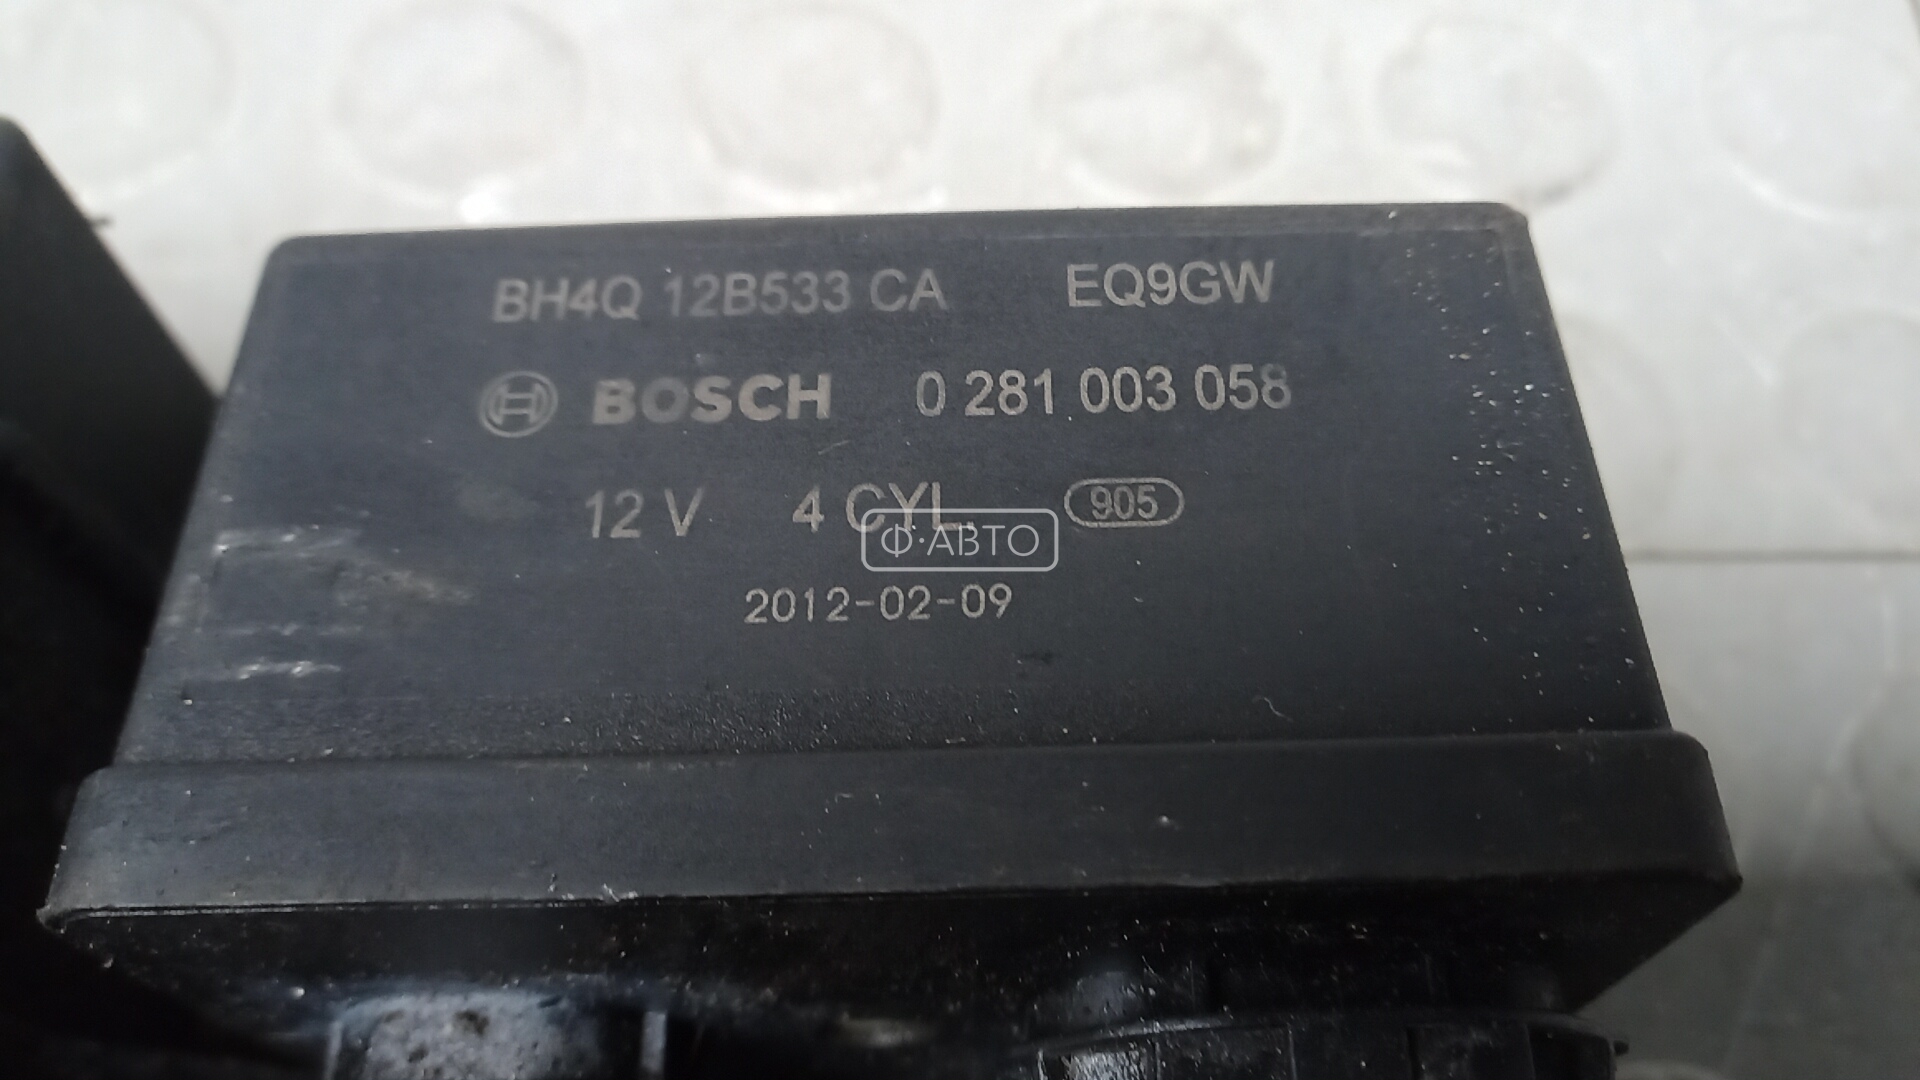 BH4Q 12B533 CA EQ9GW
BOSCH 0 281 003 058
12 V 4 CYL. 905
Ф·АВТО
2012-02-09